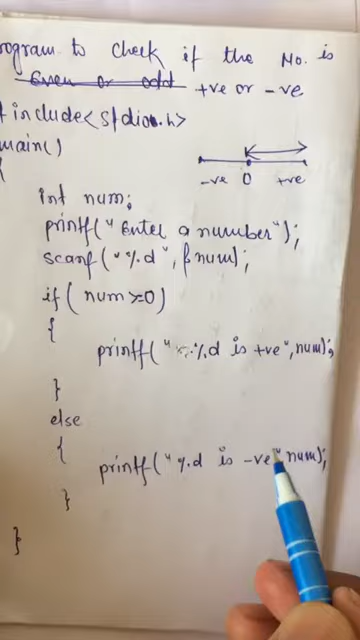 rogram to check if the No. is
Even or odd +ve or -ve
#include<stdio.h>
main()
{
-ve 0 +ve
int num;
printf("Enter a number");
scanf("%d", &num);
if( num>0)
{
printf("%d is +ve", num);
}
else
{
printf("%d is -ve" num);
}
}